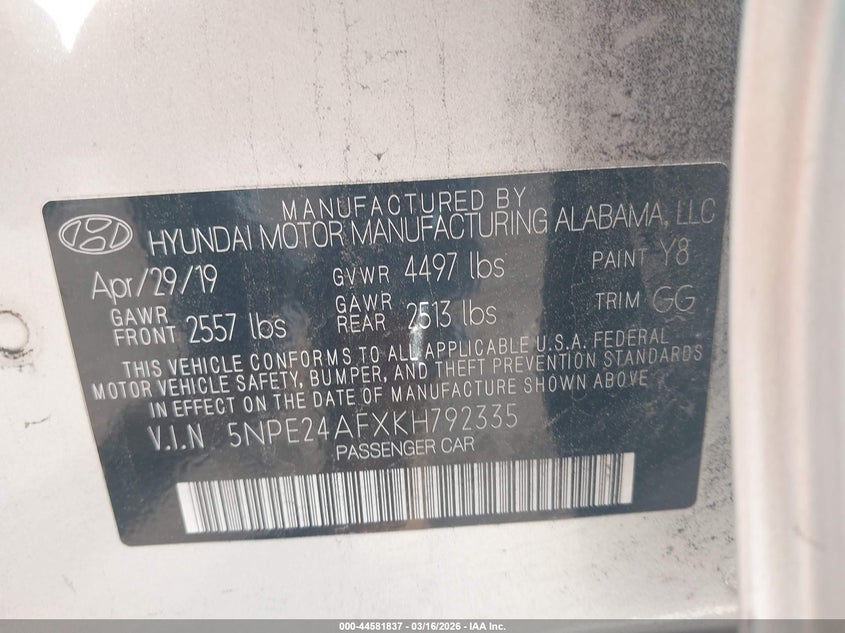 MANUFACTURED BY
HYUNDAI MOTOR MANUFACTURING ALABAMA, LLC
Apr/29/19 GVWR 4497 lbs PAINT Y8
GAWR FRONT 2557 lbs GAWR REAR 2513 lbs TRIM GG
THIS VEHICLE CONFORMS TO ALL APPLICABLE U.S.A. FEDERAL
MOTOR VEHICLE SAFETY, BUMPER, AND THEFT PREVENTION STANDARDS
IN EFFECT ON THE DATE OF MANUFACTURE SHOWN ABOVE
V.I.N 5NPE24AFXKH792335
PASSENGER CAR
000-44581837 - 03/16/2026 - IAA Inc.